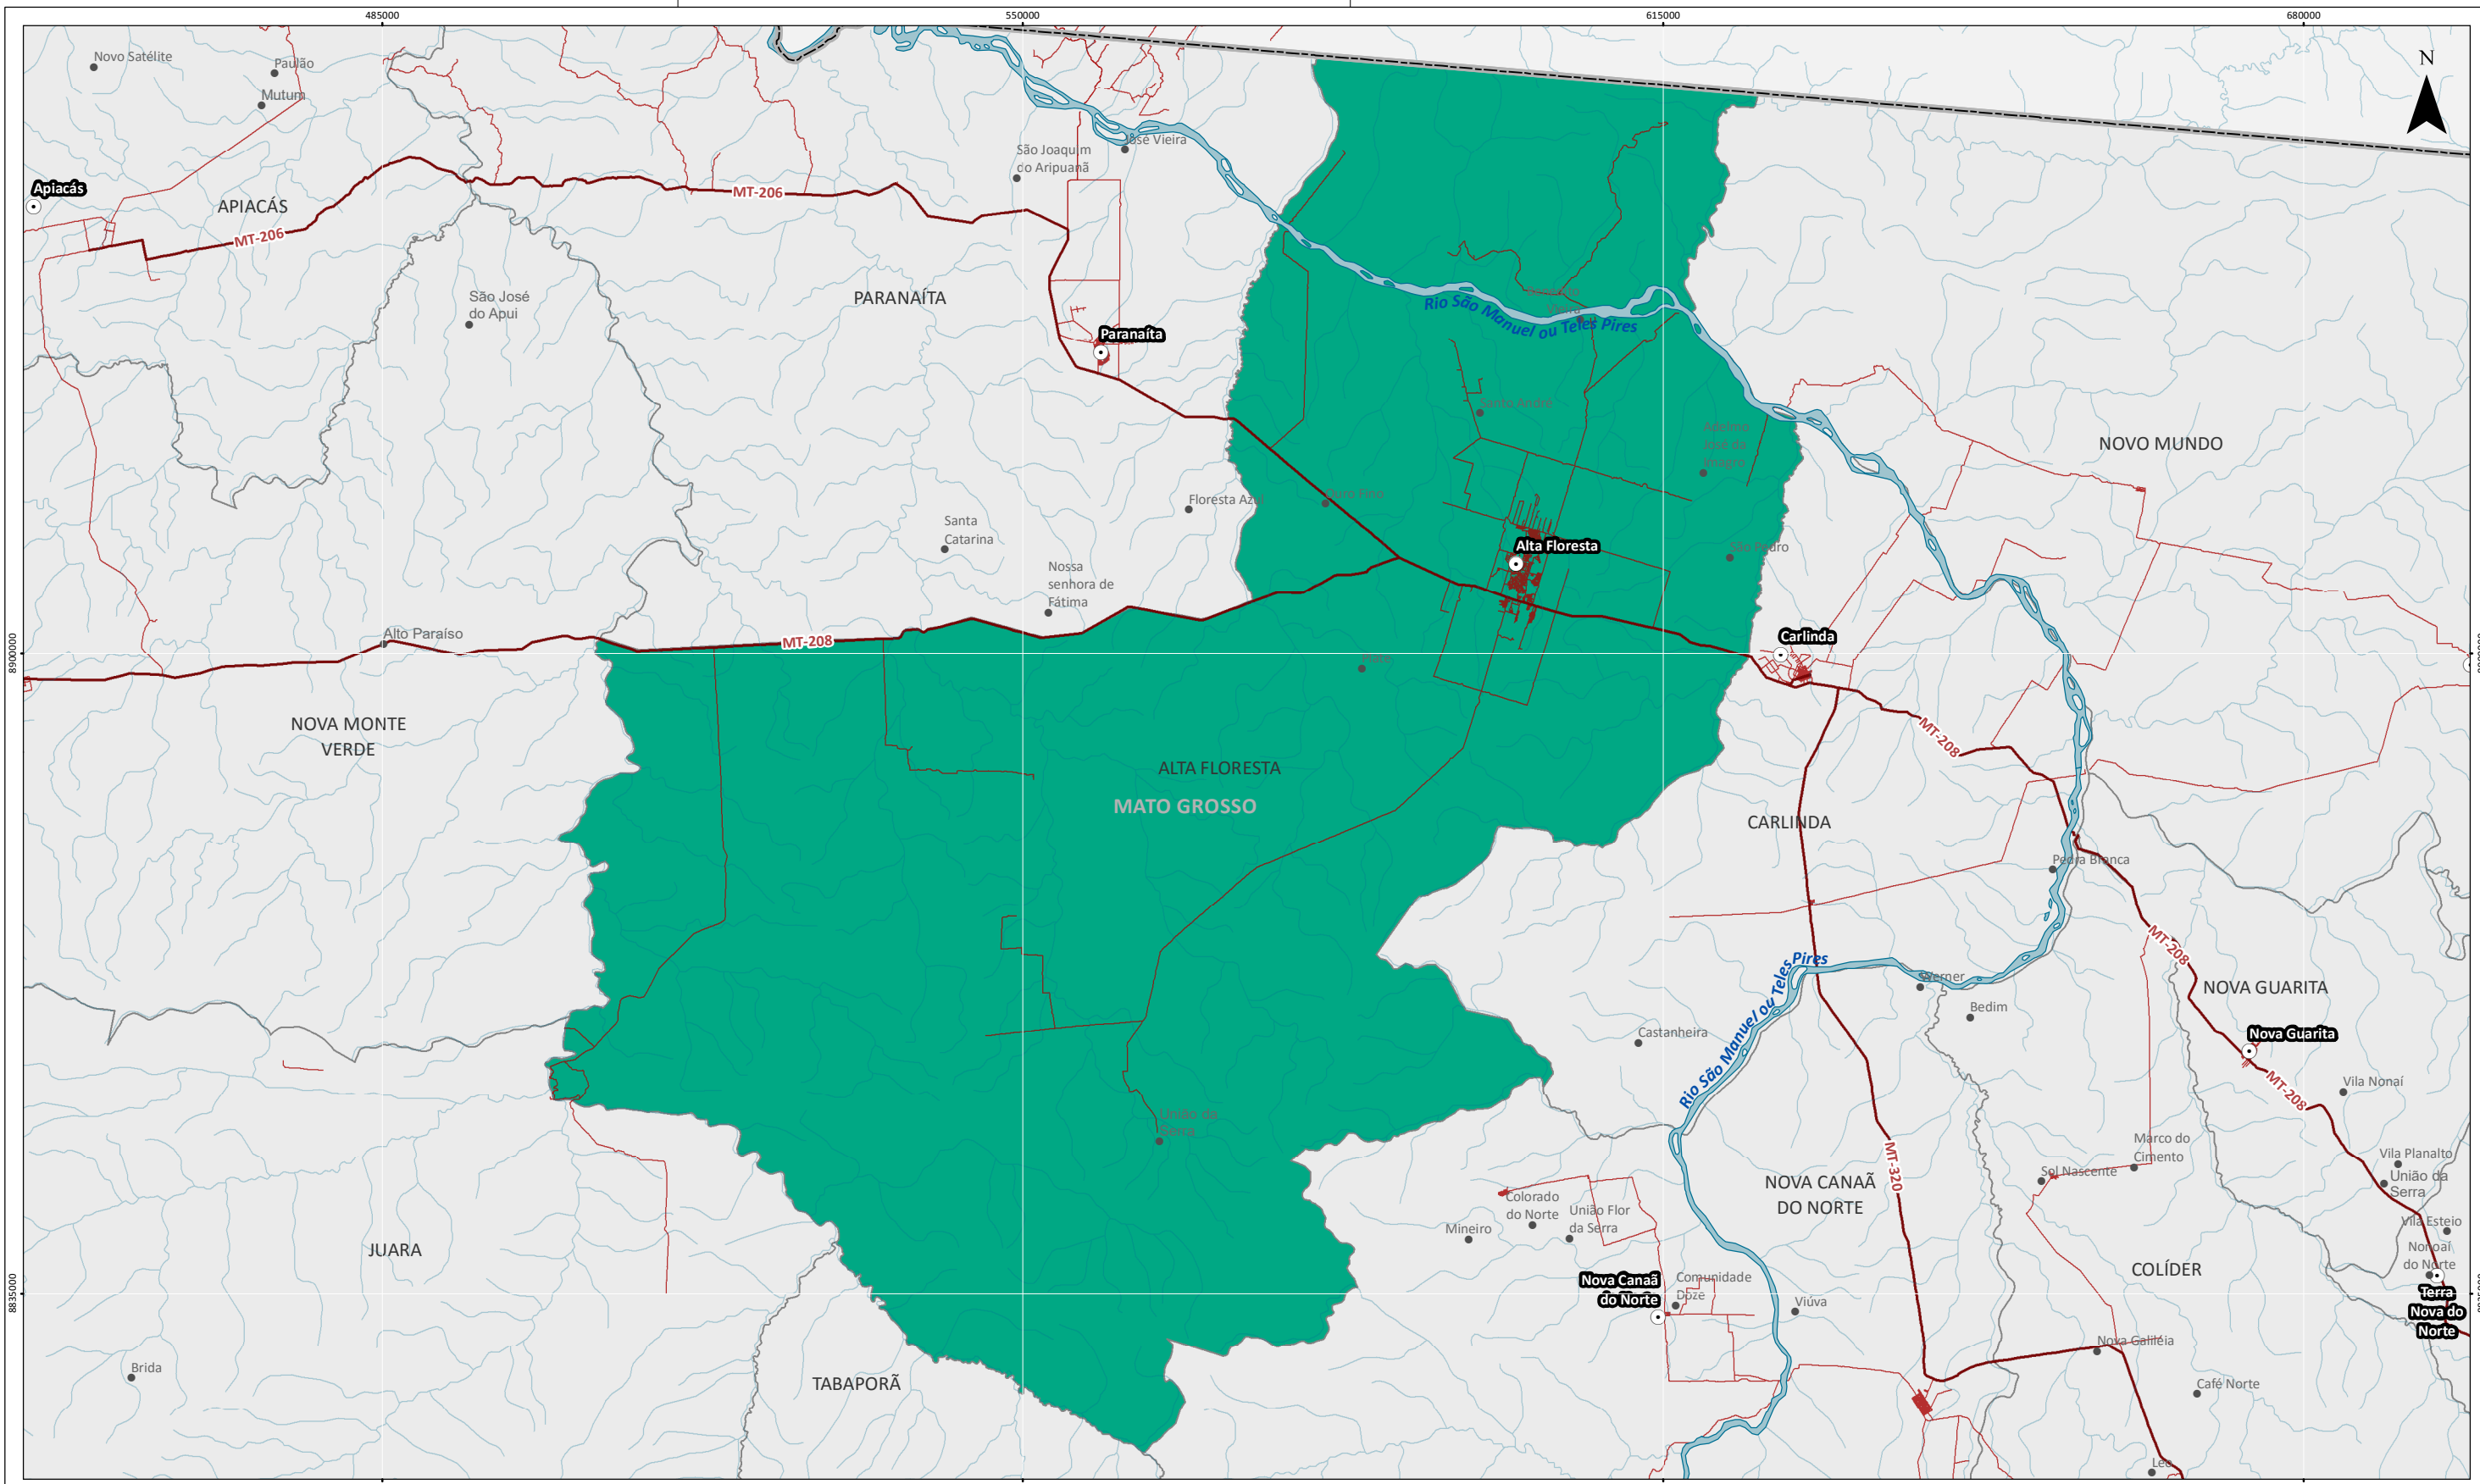 485000
550000
615000
680000
N
Novo Satélite
Paulão
Mutum
Apiacás
APIACÁS
MT-206
MT-206
São José
do Apui
PARANAÍTA
São Joaquim
do Aripuanã
José Vieira
Paranaíta
Rio São Manuel ou Teles Pires
Santo André
José da
NOVO MUNDO
Floresta Azul
Ouro Fino
Santa
Catarina
Nossa
senhora de
Fátima
Alta Floresta
São Pedro
Alto Paraíso
MT-208
Carlinda
8900000
NOVA MONTE
VERDE
MT-208
ALTA FLORESTA
MATO GROSSO
CARLINDA
Pedra Branca
MT-208
Rio São Manuel ou Teles Pires
Werner
Bedim
NOVA GUARITA
Nova Guarita
Castanheira
MT-208
Vila Nonaí
União da
Serra
MT-320
Marco do
Cimento
Sol Nascente
Vila Planalto
União da
Serra
NOVA CANAÃ
DO NORTE
Colorado
do Norte
União Flor
da Serra
Mineiro
Vila Esteio
Nonoaí
do Norte
JUARA
COLÍDER
8835000
Nova Canaã
do Norte
Comunidade
Doze
Viúva
Terra
Nova do
Norte
Nova Galiléia
Brida
TABAPORÃ
Café Norte